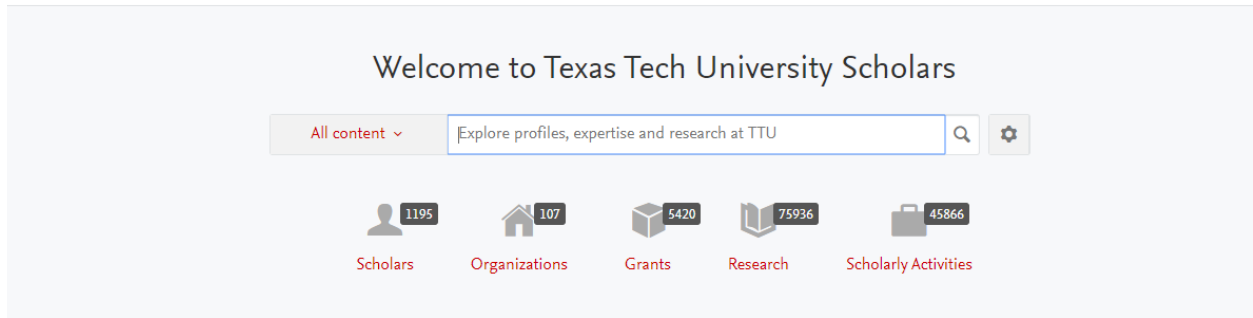 Welcome to Texas Tech University Scholars
All content
Explore profiles, expertise and research at TTU
1195 107 5420 75936 45866
Scholars Organizations Grants Research Scholarly Activities